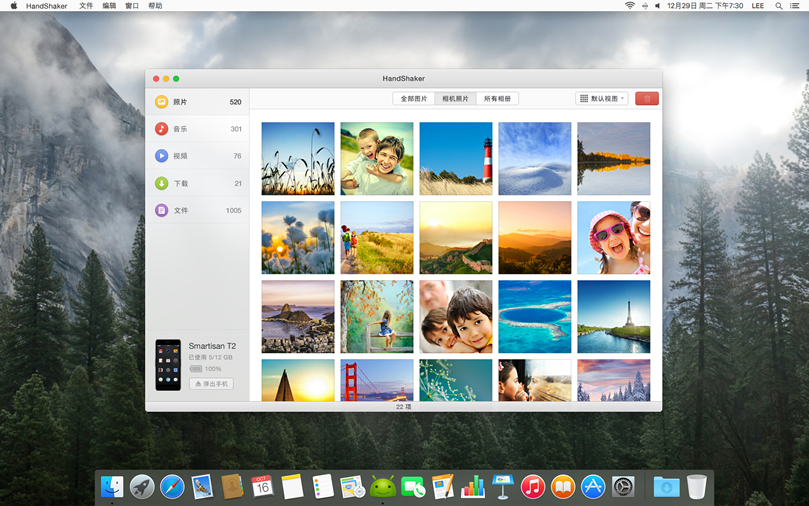 HandShaker 文件 编辑 窗口 帮助 12月29日 周二 下午7:30 LEE
HandShaker
全部图片 相机照片 所有相册 默认视图
照片 520
音乐 301
视频 76
下载 21
文件 1005
Smartisan T2
已使用 5/12 GB
100%
弹出手机
22 项
OCT
16